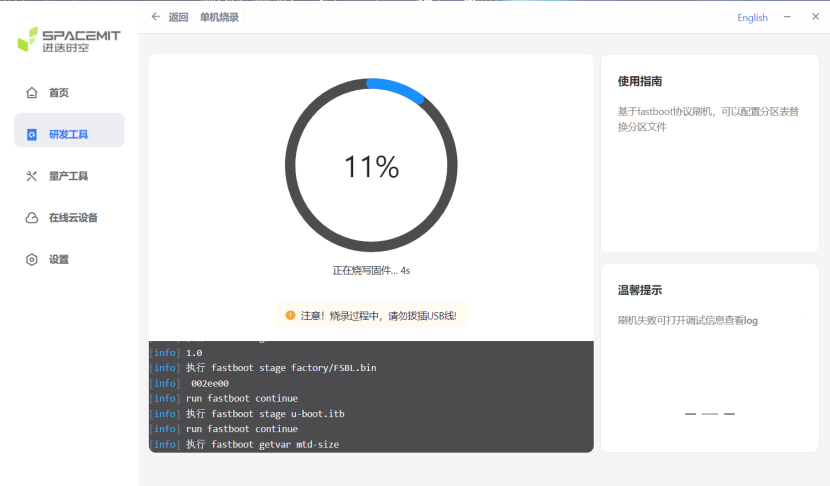 返回 单机烧录
English
SPACEMIT
进迭时空
首页
研发工具
量产工具
在线云设备
设置
11%
正在烧写固件... 4s
注意！烧录过程中，请勿拔插USB线!
[info] 1.0
[info] 执行 fastboot stage factory/FSBL.bin
[info] 002ee00
[info] run fastboot continue
[info] 执行 fastboot stage u-boot.itb
[info] run fastboot continue
[info] 执行 fastboot getvar mtd-size
使用指南
基于fastboot协议刷机，可以配置分区表替
换分区文件
温馨提示
刷机失败可打开调试信息查看log